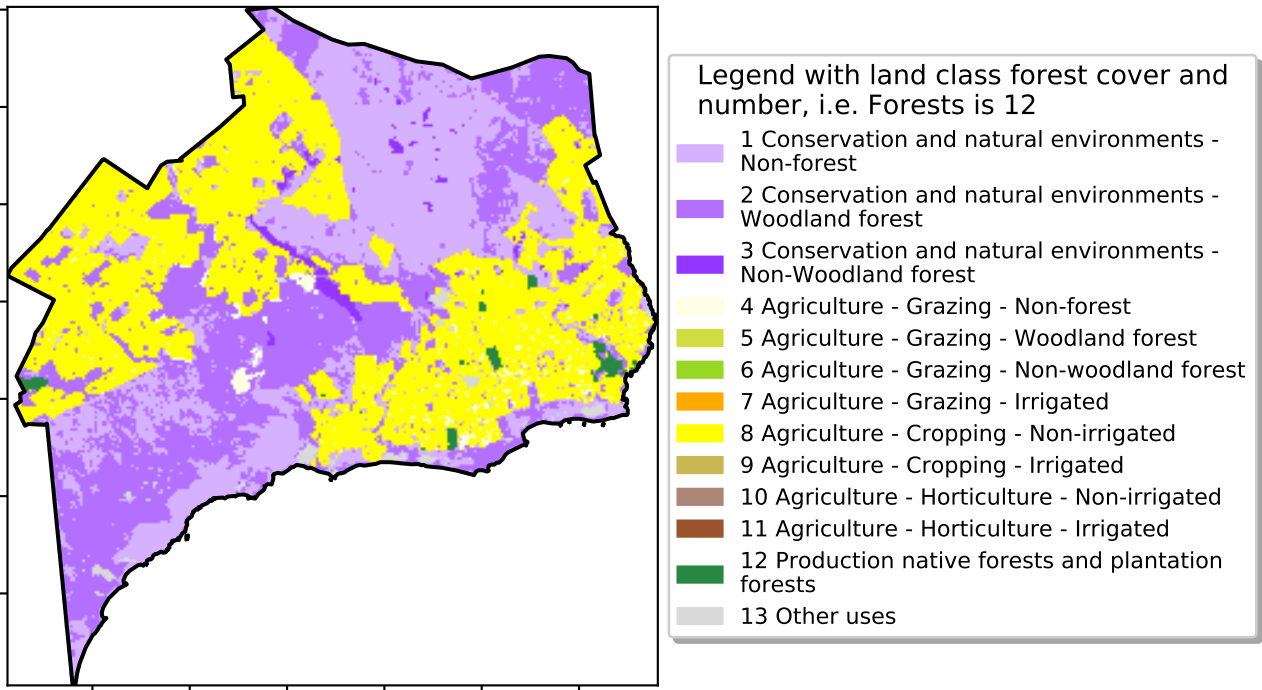 Legend with land class forest cover and
number, i.e. Forests is 12
1 Conservation and natural environments -
Non-forest
2 Conservation and natural environments -
Woodland forest
3 Conservation and natural environments -
Non-Woodland forest
4 Agriculture - Grazing - Non-forest
5 Agriculture - Grazing - Woodland forest
6 Agriculture - Grazing - Non-woodland forest
7 Agriculture - Grazing - Irrigated
8 Agriculture - Cropping - Non-irrigated
9 Agriculture - Cropping - Irrigated
10 Agriculture - Horticulture - Non-irrigated
11 Agriculture - Horticulture - Irrigated
12 Production native forests and plantation
forests
13 Other uses